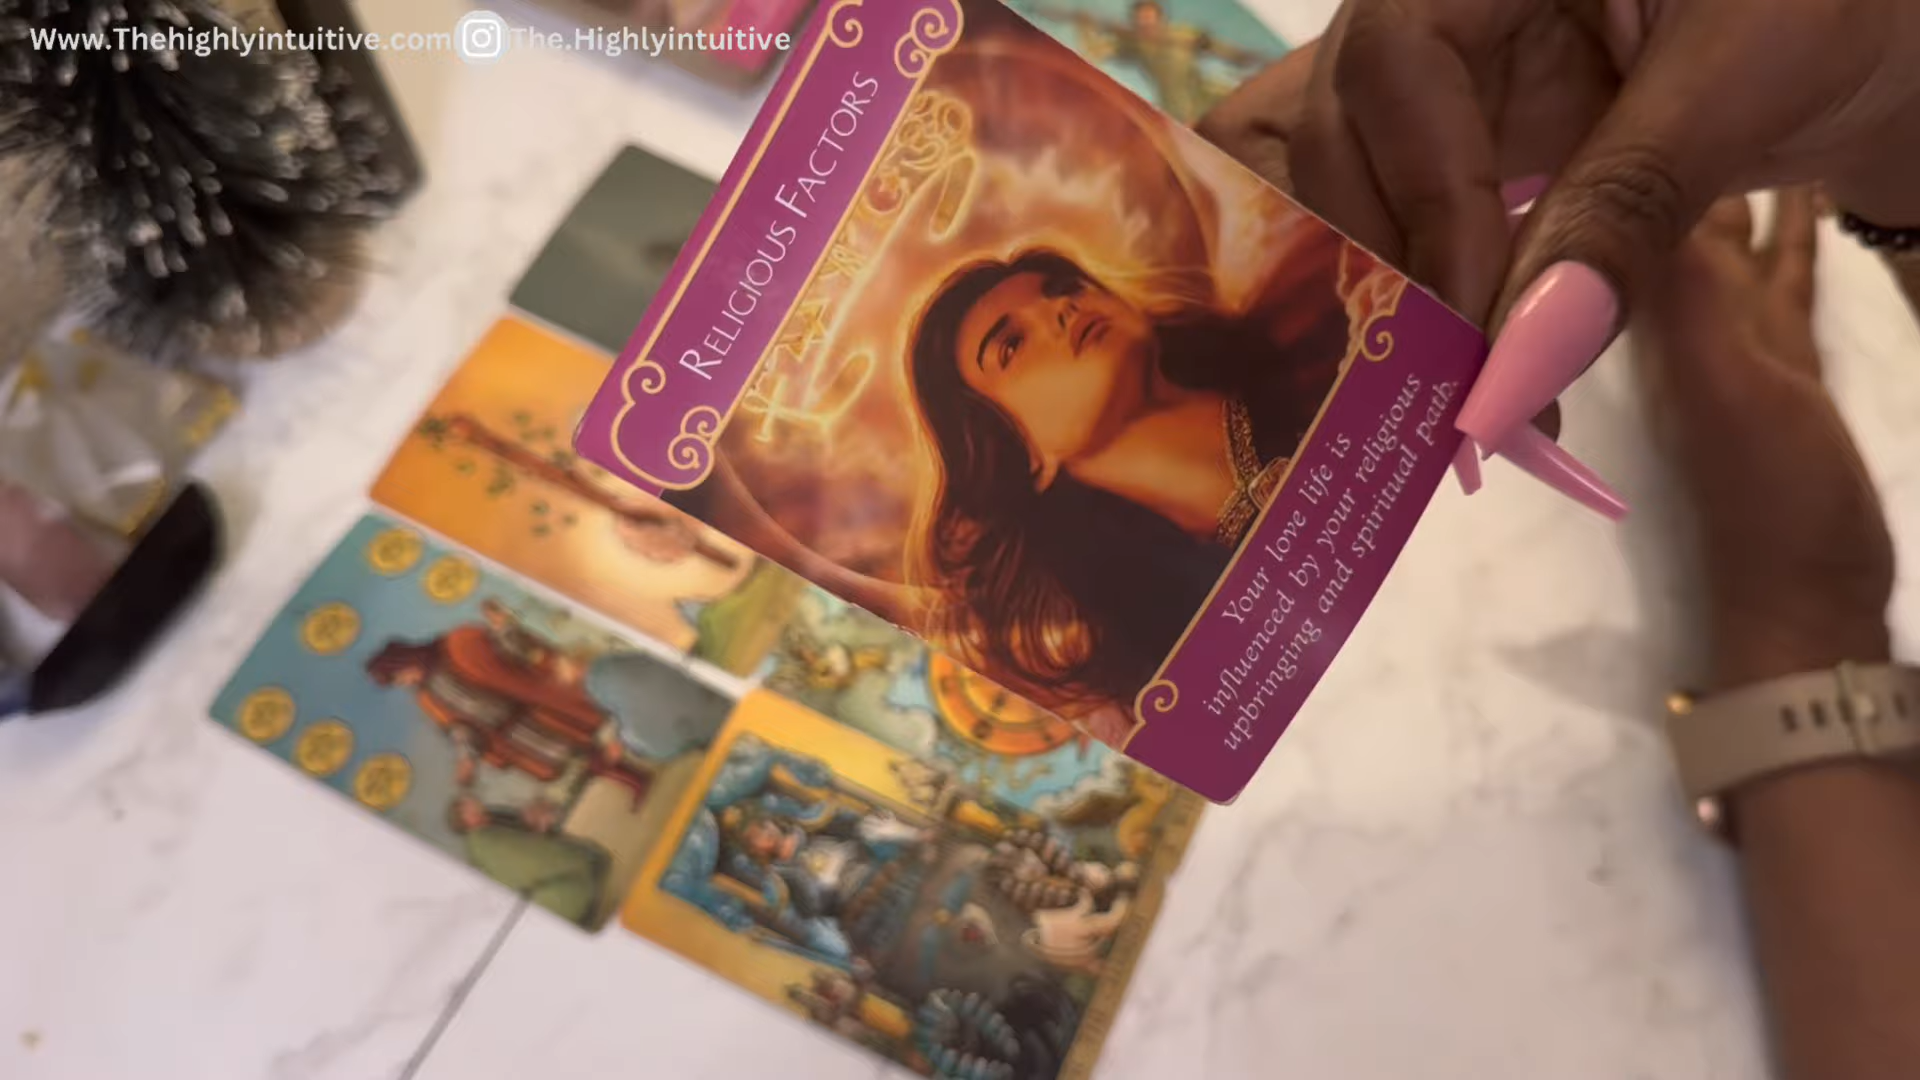 Www.Thehighlyintuitive.com The.Highlyintuitive
RELIGIOUS FACTORS
Your love life is
influenced by your religious
upbringing and spiritual path.